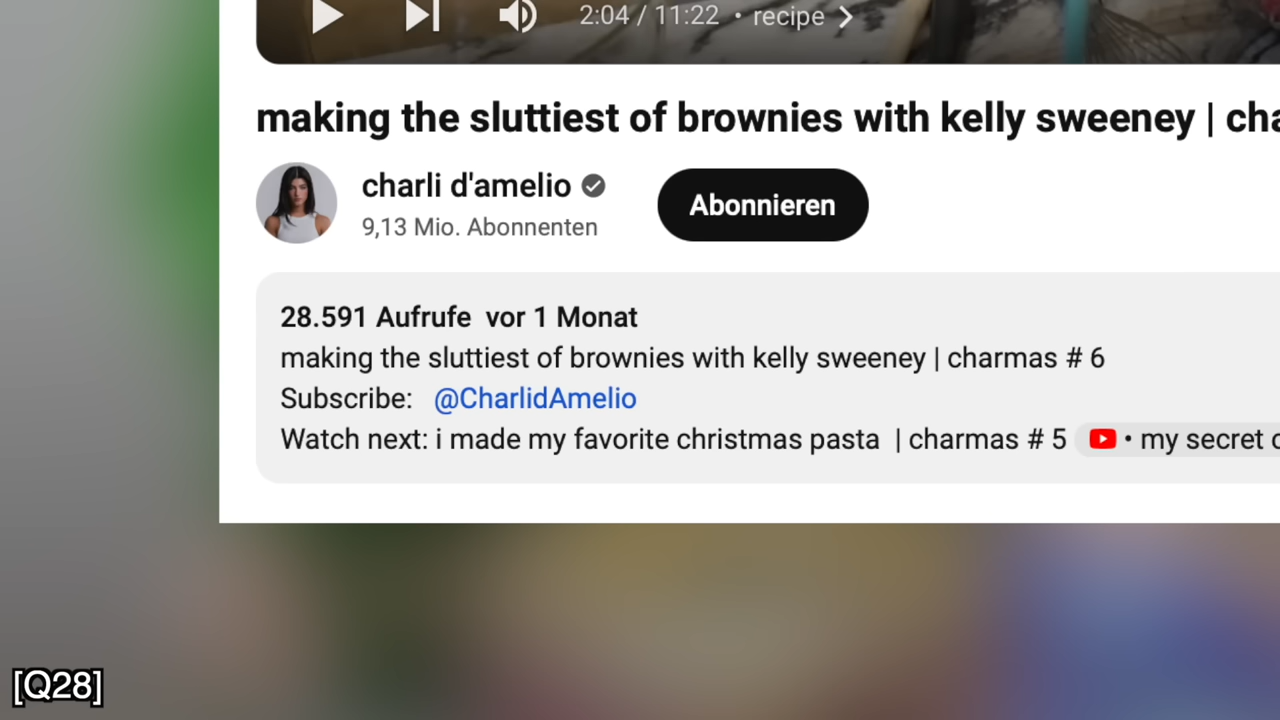 2:04 / 11:22 • recipe
making the sluttiest of brownies with kelly sweeney | cha
charli d'amelio
9,13 Mio. Abonnenten
Abonnieren
28.591 Aufrufe vor 1 Monat
making the sluttiest of brownies with kelly sweeney | charmas # 6
Subscribe: @CharlidAmelio
Watch next: i made my favorite christmas pasta | charmas # 5 • my secret c
[Q28]